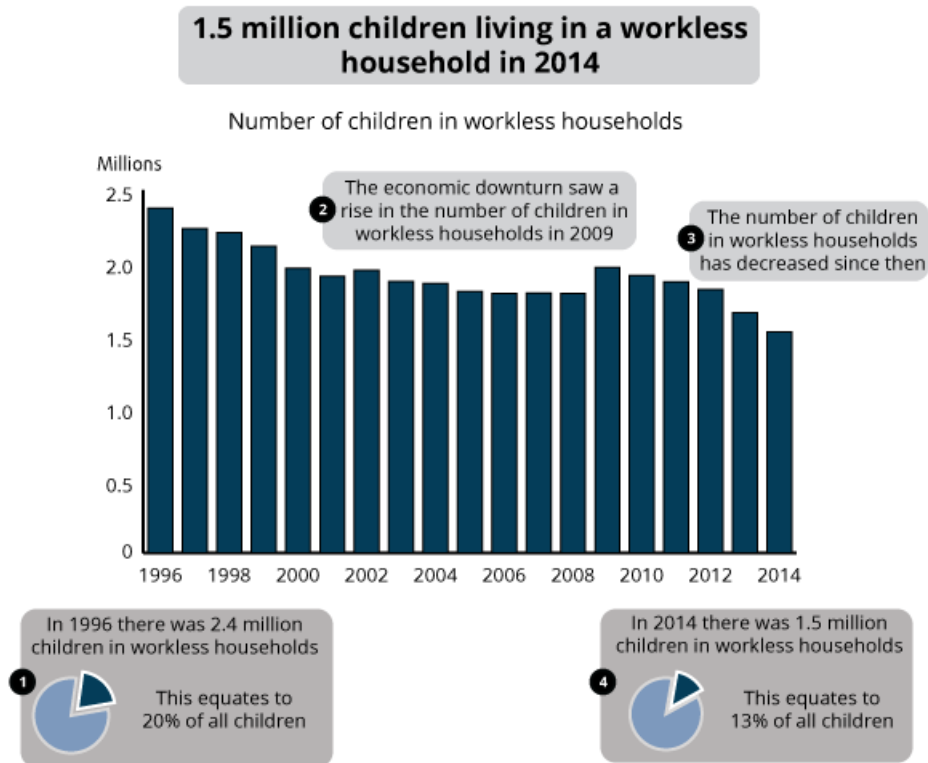 1.5 million children living in a workless
household in 2014
Number of children in workless households
Millions
2.5
2.0
1.5
1.0
0.5
0
The economic downturn saw a
2
rise in the number of children in
workless households in 2009
The number of children
3
in workless households
has decreased since then
1996 1998 2000 2002 2004 2006 2008 2010 2012 2014
In 1996 there was 2.4 million
children in workless households
1
This equates to
20% of all children
In 2014 there was 1.5 million
children in workless households
4
This equates to
13% of all children